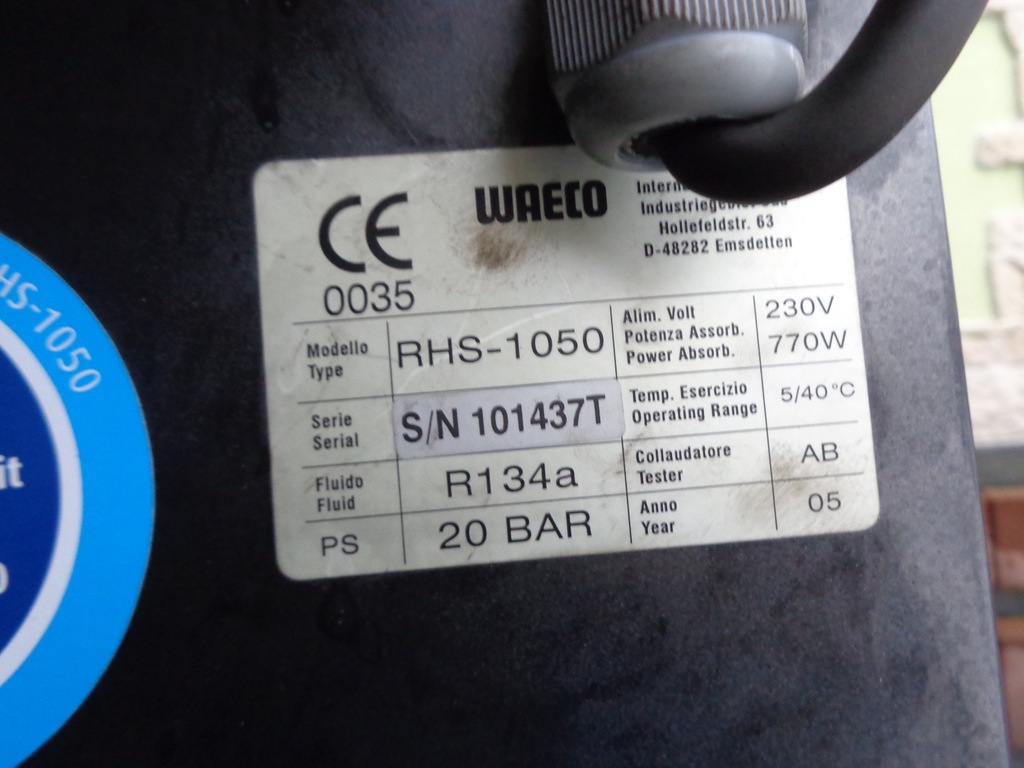 HS-1050
it
CE
0035
WAECO
Industriegebiet
Hollefeldstr. 63
D-48282 Emsdetten
Modello
Type
RHS-1050
Alim. Volt
Potenza Assorb.
Power Absorb.
230V
770W
Serie
Serial
S/N 101437T
Temp. Esercizio
Operating Range
5/40°C
Fluido
Fluid
R134a
Collaudatore
Tester
AB
PS
20 BAR
Anno
Year
05